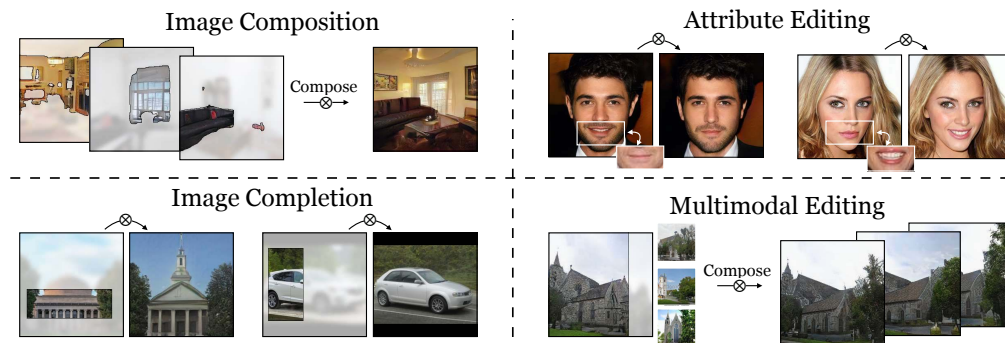 Image Composition
Compose
Attribute Editing
Image Completion
Multimodal Editing
Compose